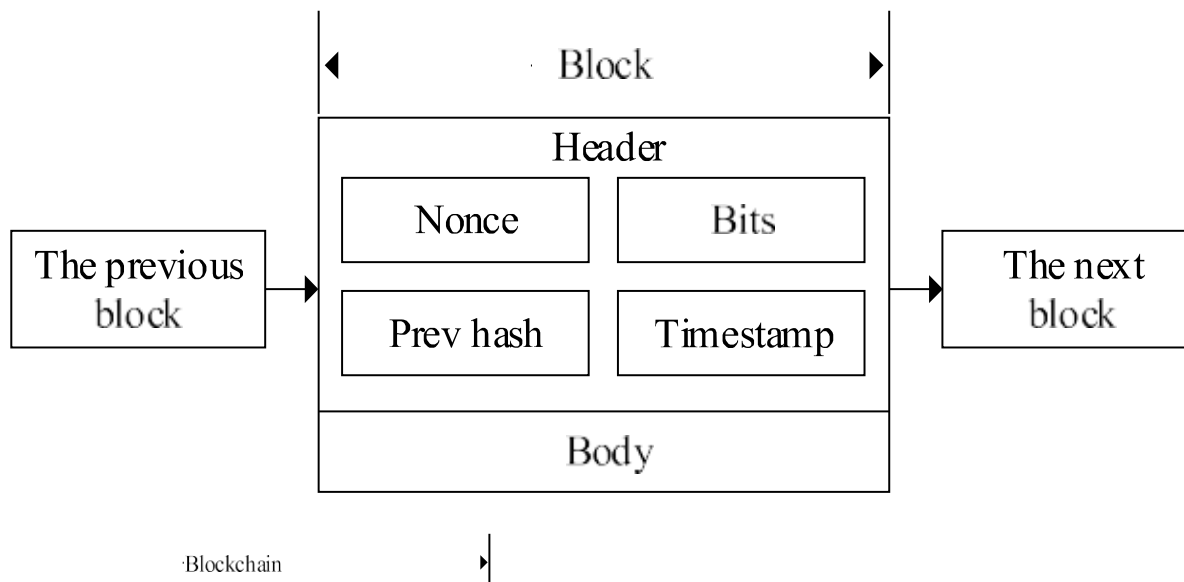 Block
Header
Nonce
Bits
The previous
block
The next
block
Prev hash
Timestamp
Body
Blockchain